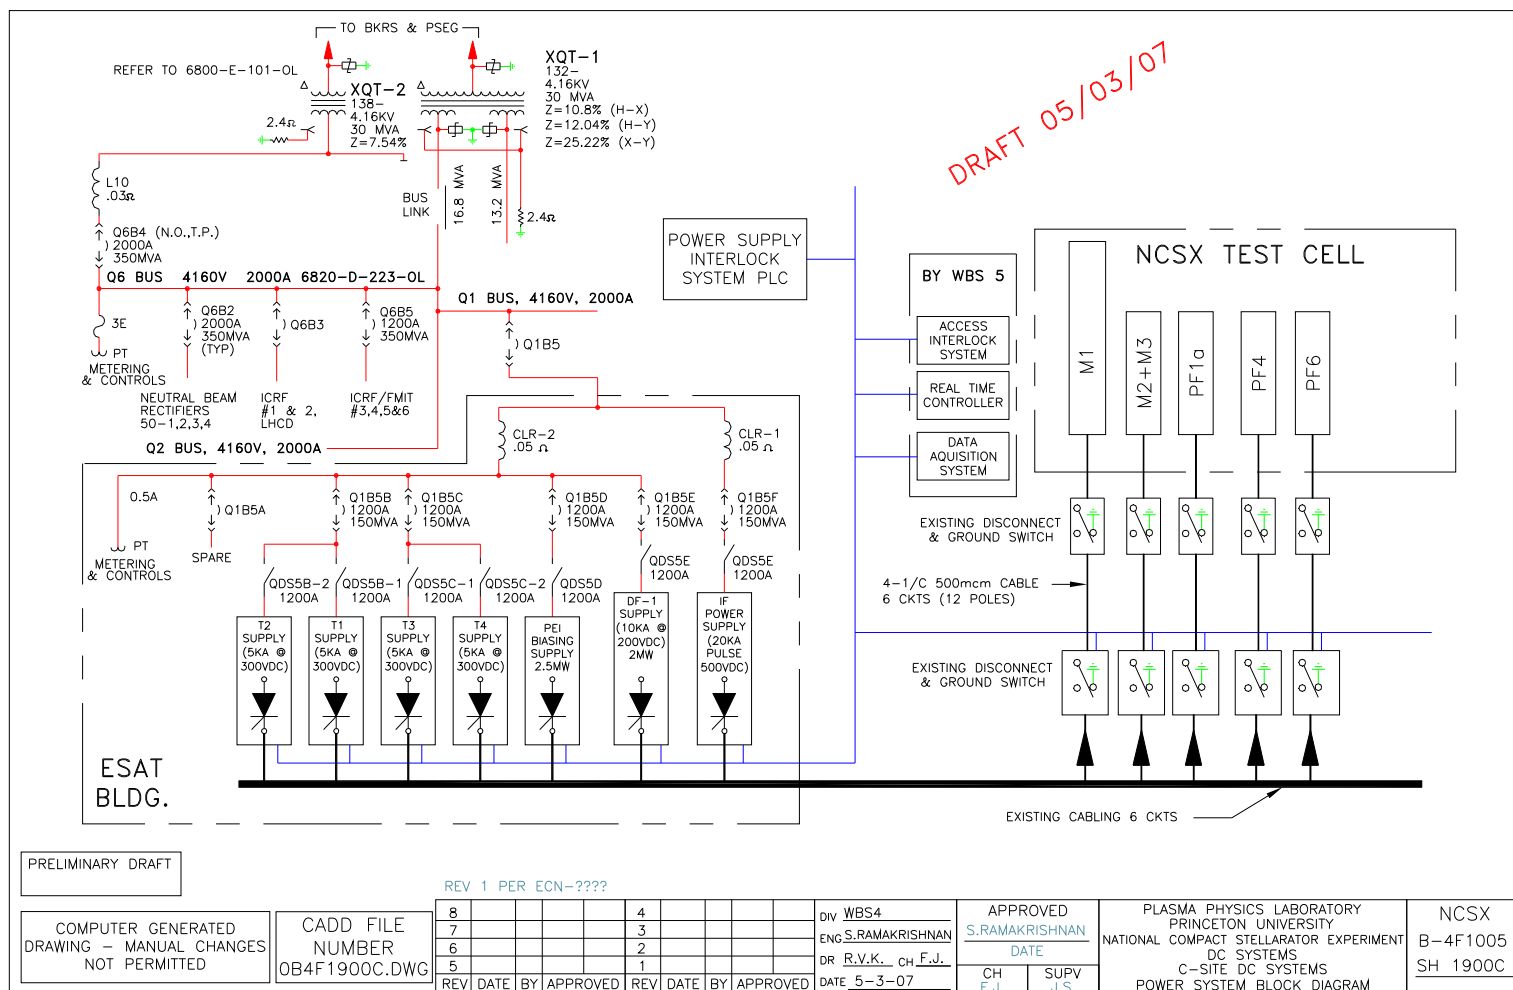 TO BKRS & PSEG
REFER TO 6800-E-101-OL
XQT-2
138-
4.16KV
30 MVA
Z=7.54%
XQT-1
132-
4.16KV
30 MVA
Z=10.8% (H-X)
Z=12.04% (H-Y)
Z=25.22% (X-Y)
2.4Ω
DRAFT 05/03/07
L10
.03Ω
BUS
LINK
16.8 MVA
13.2 MVA
2.4Ω
Q6B4 (N.O.,T.P.)
2000A
350MVA
Q6 BUS 4160V 2000A 6820-D-223-OL
Q1 BUS, 4160V, 2000A
3E
PT
METERING
& CONTROLS
Q6B2
2000A
350MVA
(TYP)
Q6B3
Q6B5
1200A
350MVA
Q1B5
NEUTRAL BEAM
RECTIFIERS
50-1,2,3,4
ICRF
#1 & 2,
LHCD
ICRF/FMIT
#3,4,5&6
Q2 BUS, 4160V, 2000A
CLR-2
.05 Ω
CLR-1
.05 Ω
POWER SUPPLY
INTERLOCK
SYSTEM PLC
BY WBS 5
ACCESS
INTERLOCK
SYSTEM
REAL TIME
CONTROLLER
DATA
AQUISITION
SYSTEM
NCSX TEST CELL
M1
M2+M3
PF1a
PF4
PF6
0.5A
PT
METERING
& CONTROLS
Q1B5A
SPARE
Q1B5B
1200A
150MVA
Q1B5C
1200A
150MVA
Q1B5D
1200A
150MVA
Q1B5E
1200A
150MVA
Q1B5F
1200A
150MVA
QDS5B-2
1200A
QDS5B-1
1200A
QDS5C-1
1200A
QDS5C-2
1200A
QDS5D
1200A
QDS5E
1200A
QDS5E
1200A
T2
SUPPLY
(5KA @
300VDC)
T1
SUPPLY
(5KA @
300VDC)
T3
SUPPLY
(5KA @
300VDC)
T4
SUPPLY
(5KA @
300VDC)
PEI
BIASING
SUPPLY
2.5MW
DF-1
SUPPLY
(10KA @
200VDC)
2MW
IF
POWER
SUPPLY
(20KA
PULSE
500VDC)
EXISTING DISCONNECT
& GROUND SWITCH
4-1/C 500mcm CABLE
6 CKTS (12 POLES)
EXISTING DISCONNECT
& GROUND SWITCH
ESAT
BLDG.
EXISTING CABLING 6 CKTS
PRELIMINARY DRAFT
COMPUTER GENERATED
DRAWING - MANUAL CHANGES
NOT PERMITTED
CADD FILE
NUMBER
0B4F1900C.DWG
REV 1 PER ECN-????
8 4
7 3
6 2
5 1
REV DATE BY APPROVED REV DATE BY APPROVED
DIV WBS4
ENG S.RAMAKRISHNAN
DR R.V.K. CH F.J.
DATE 5-3-07
APPROVED
S.RAMAKRISHNAN
DATE
CH SUPV
F.J. J.S.
PLASMA PHYSICS LABORATORY
PRINCETON UNIVERSITY
NATIONAL COMPACT STELLARATOR EXPERIMENT
DC SYSTEMS
C-SITE DC SYSTEMS
POWER SYSTEM BLOCK DIAGRAM
NCSX
B-4F1005
SH 1900C